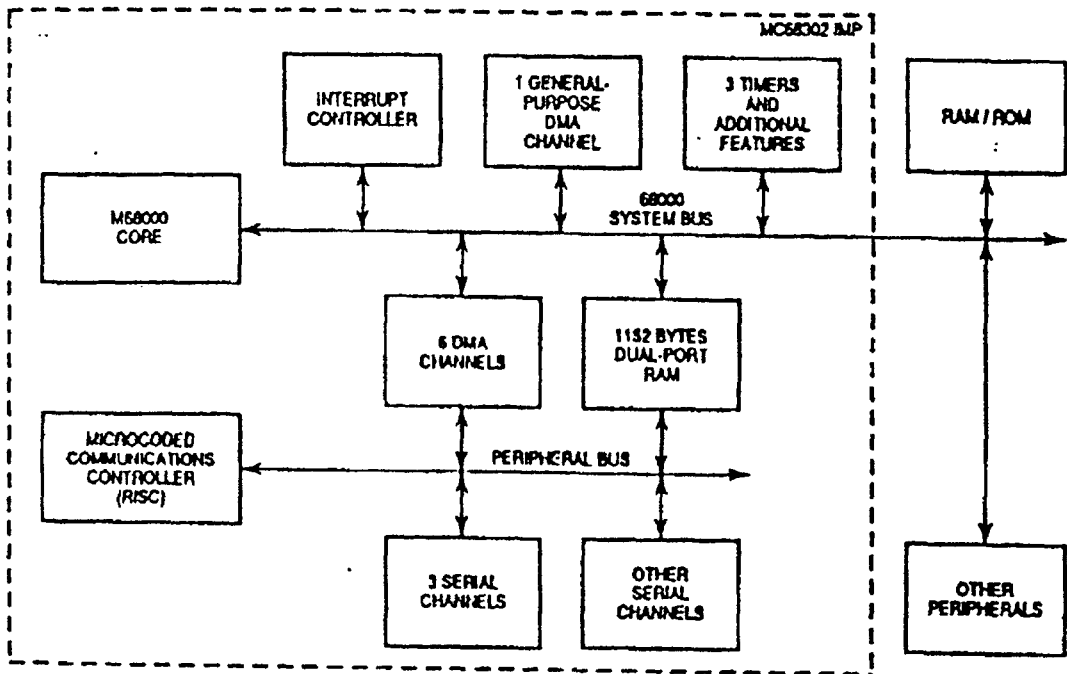 MC68302 IMP
INTERRUPT
CONTROLLER
1 GENERAL-
PURPOSE
DMA
CHANNEL
3 TIMERS
AND
ADDITIONAL
FEATURES
RAM / ROM
M68000
CORE
68000
SYSTEM BUS
6 DMA
CHANNELS
1152 BYTES
DUAL-PORT
RAM
MICROCODED
COMMUNICATIONS
CONTROLLER
(RISC)
PERIPHERAL BUS
3 SERIAL
CHANNELS
OTHER
SERIAL
CHANNELS
OTHER
PERIPHERALS